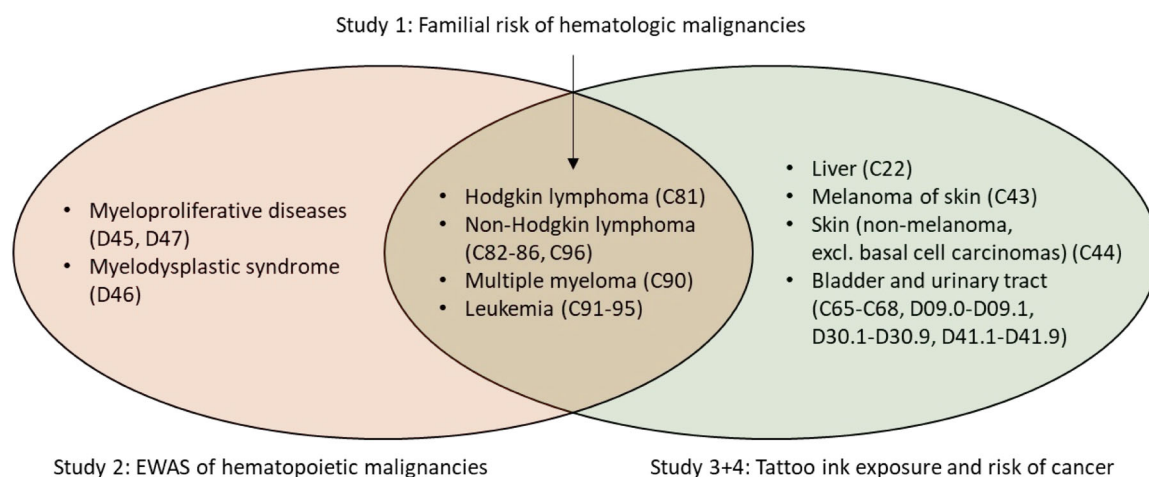 Study 1: Familial risk of hematologic malignancies
• Myeloproliferative diseases
(D45, D47)
• Myelodysplastic syndrome
(D46)
• Hodgkin lymphoma (C81)
• Non-Hodgkin lymphoma
(C82-86, C96)
• Multiple myeloma (C90)
• Leukemia (C91-95)
• Liver (C22)
• Melanoma of skin (C43)
• Skin (non-melanoma,
excl. basal cell carcinomas) (C44)
• Bladder and urinary tract
(C65-C68, D09.0-D09.1,
D30.1-D30.9, D41.1-D41.9)
Study 2: EWAS of hematopoietic malignancies
Study 3+4: Tattoo ink exposure and risk of cancer